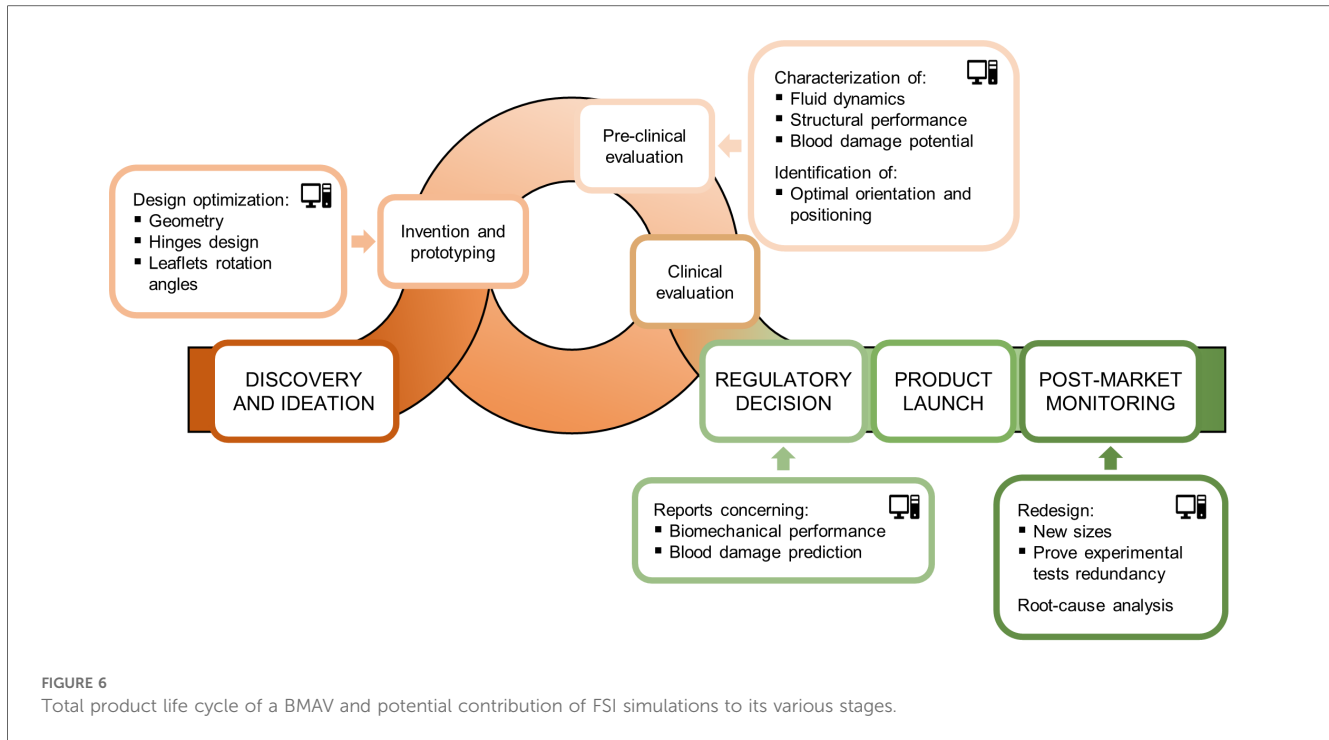 Characterization of:
▪ Fluid dynamics
▪ Structural performance
▪ Blood damage potential
Identification of:
▪ Optimal orientation and
positioning
Pre-clinical
evaluation
Design optimization:
▪ Geometry
▪ Hinges design
▪ Leaflets rotation
angles
Invention and
prototyping
Clinical
evaluation
DISCOVERY
AND IDEATION
REGULATORY
DECISION
PRODUCT
LAUNCH
POST-MARKET
MONITORING
Reports concerning:
▪ Biomechanical performance
▪ Blood damage prediction
Redesign:
▪ New sizes
▪ Prove experimental
tests redundancy
Root-cause analysis
FIGURE 6
Total product life cycle of a BMAV and potential contribution of FSI simulations to its various stages.